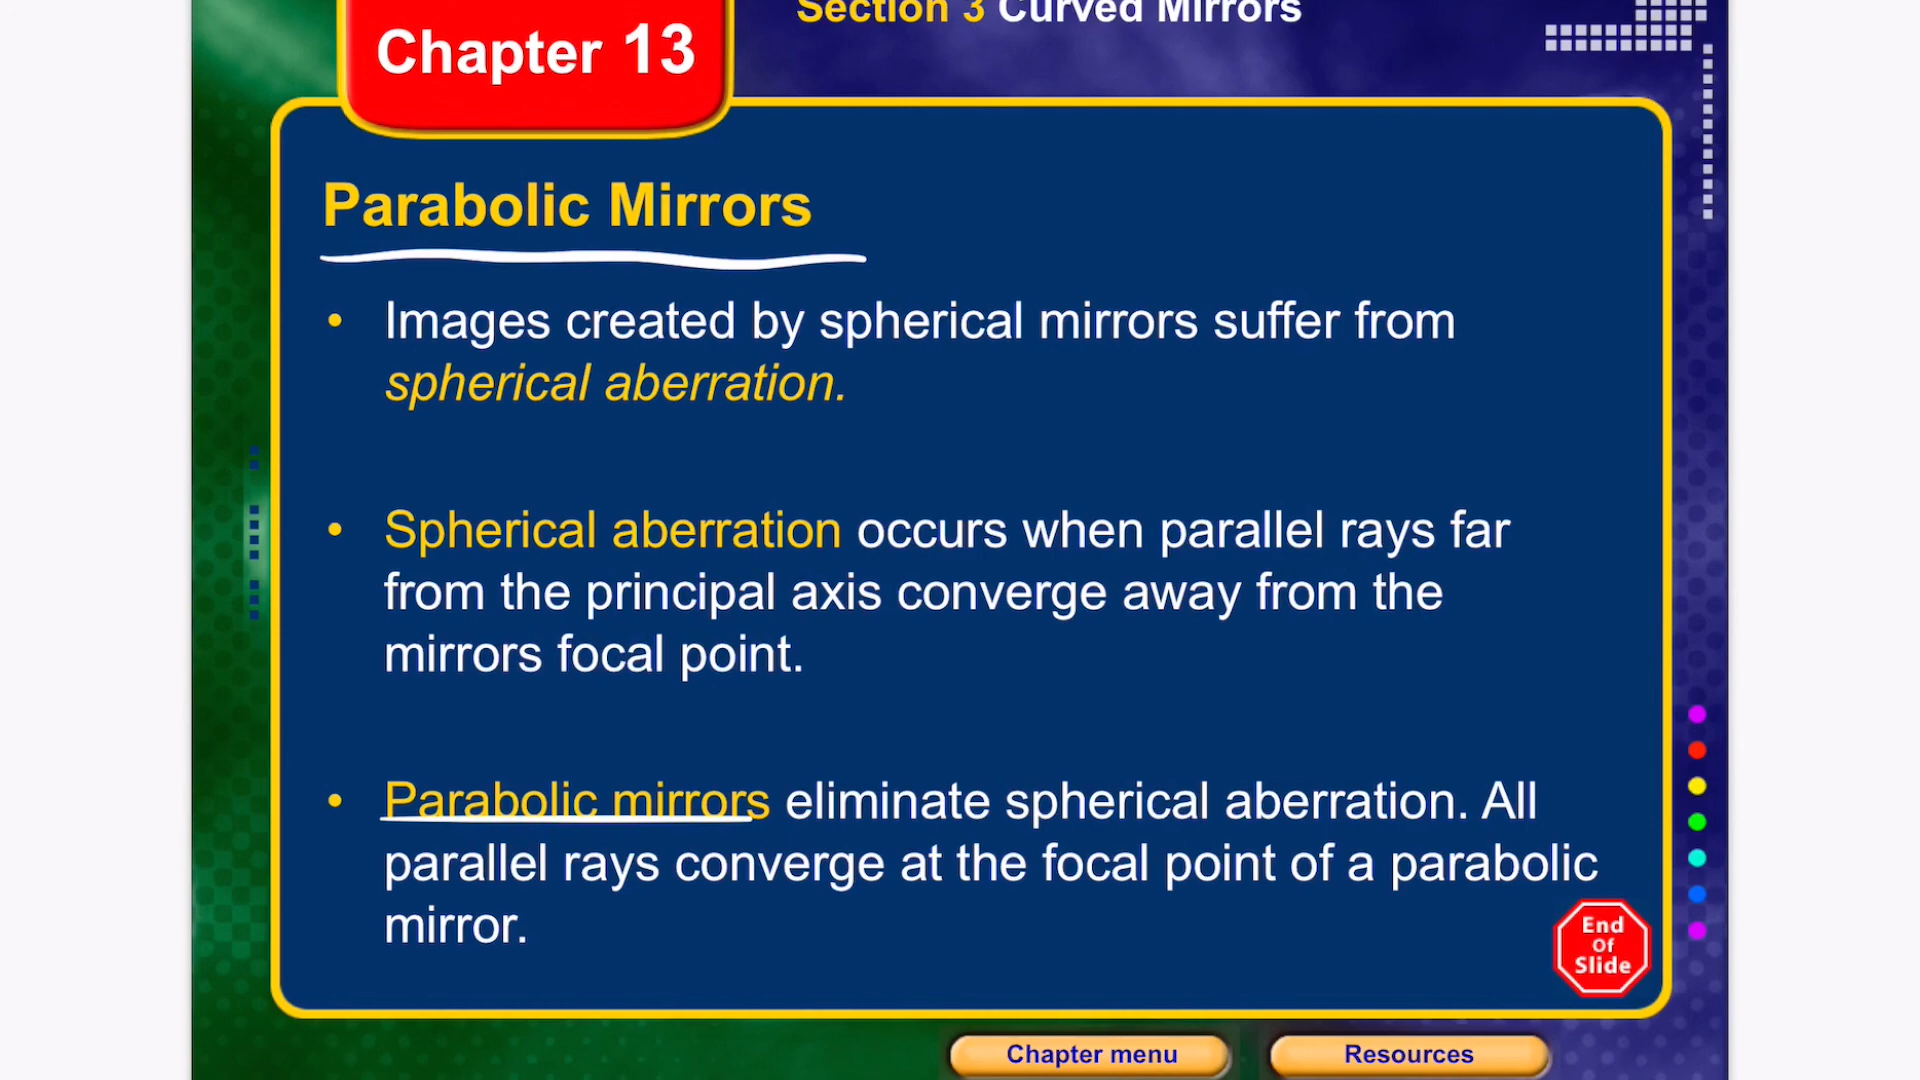 Section 3 Curved Mirrors
Chapter 13
Parabolic Mirrors
• Images created by spherical mirrors suffer from
spherical aberration.
• Spherical aberration occurs when parallel rays far
from the principal axis converge away from the
mirrors focal point.
• Parabolic mirrors eliminate spherical aberration. All
parallel rays converge at the focal point of a parabolic
mirror.
End
Of
Slide
Chapter menu
Resources